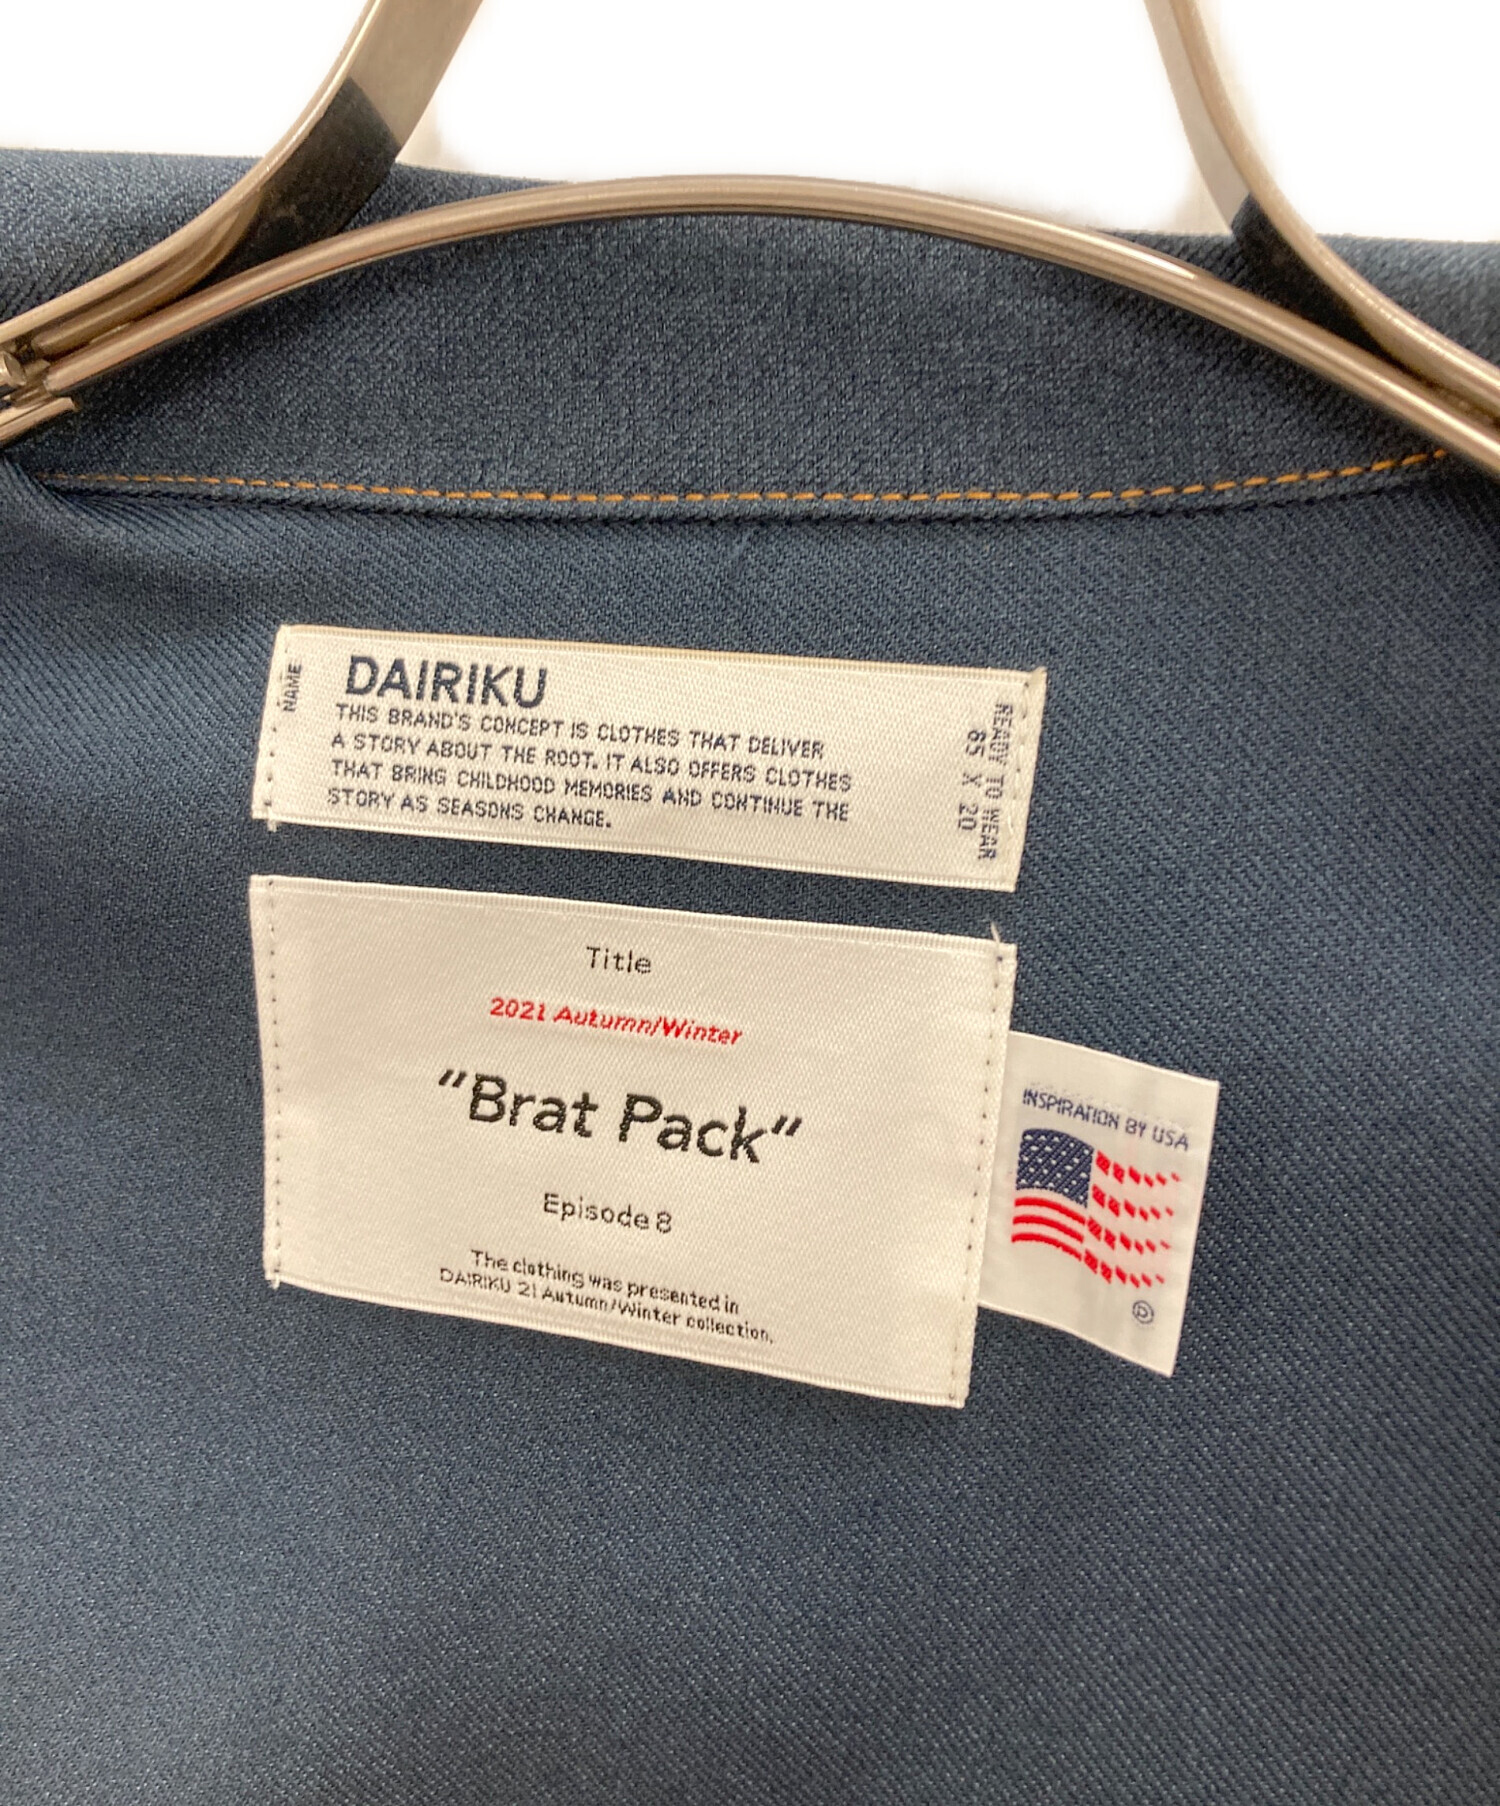 NAME
DAIRIKU
THIS BRAND'S CONCEPT IS CLOTHES THAT DELIVER
A STORY ABOUT THE ROOT. IT ALSO OFFERS CLOTHES
THAT BRING CHILDHOOD MEMORIES AND CONTINUE THE
STORY AS SEASONS CHANGE.
READY TO WEAR
65 X 20
Title
2021 Autumn/Winter
"Brat Pack"
Episode 8
The clothing was presented in
DAIRIKU 21 Autumn/Winter collection.
INSPIRATION BY USA
Ⓓ